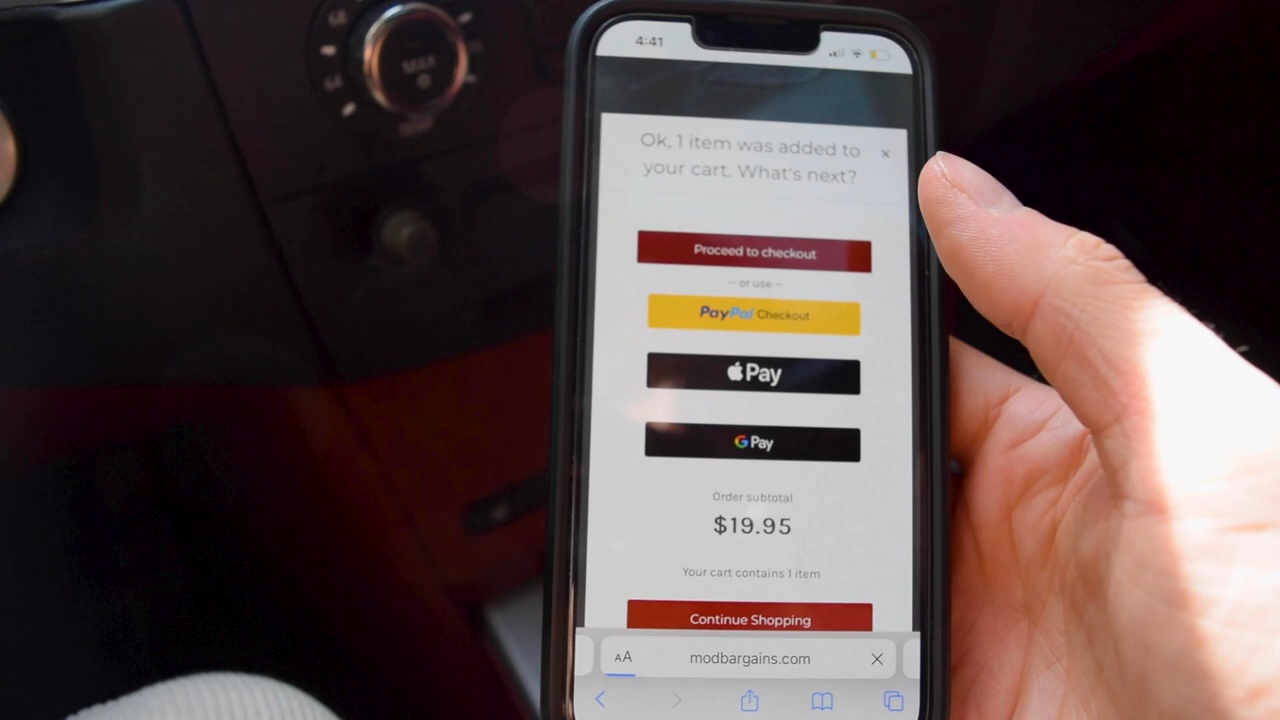 MAX
4:41
Ok, 1 item was added to
your cart. What's next?
×
Proceed to checkout
— or use —
PayPal Checkout
Pay
G Pay
Order subtotal
$19.95
Your cart contains 1 item
Continue Shopping
AA modbargains.com